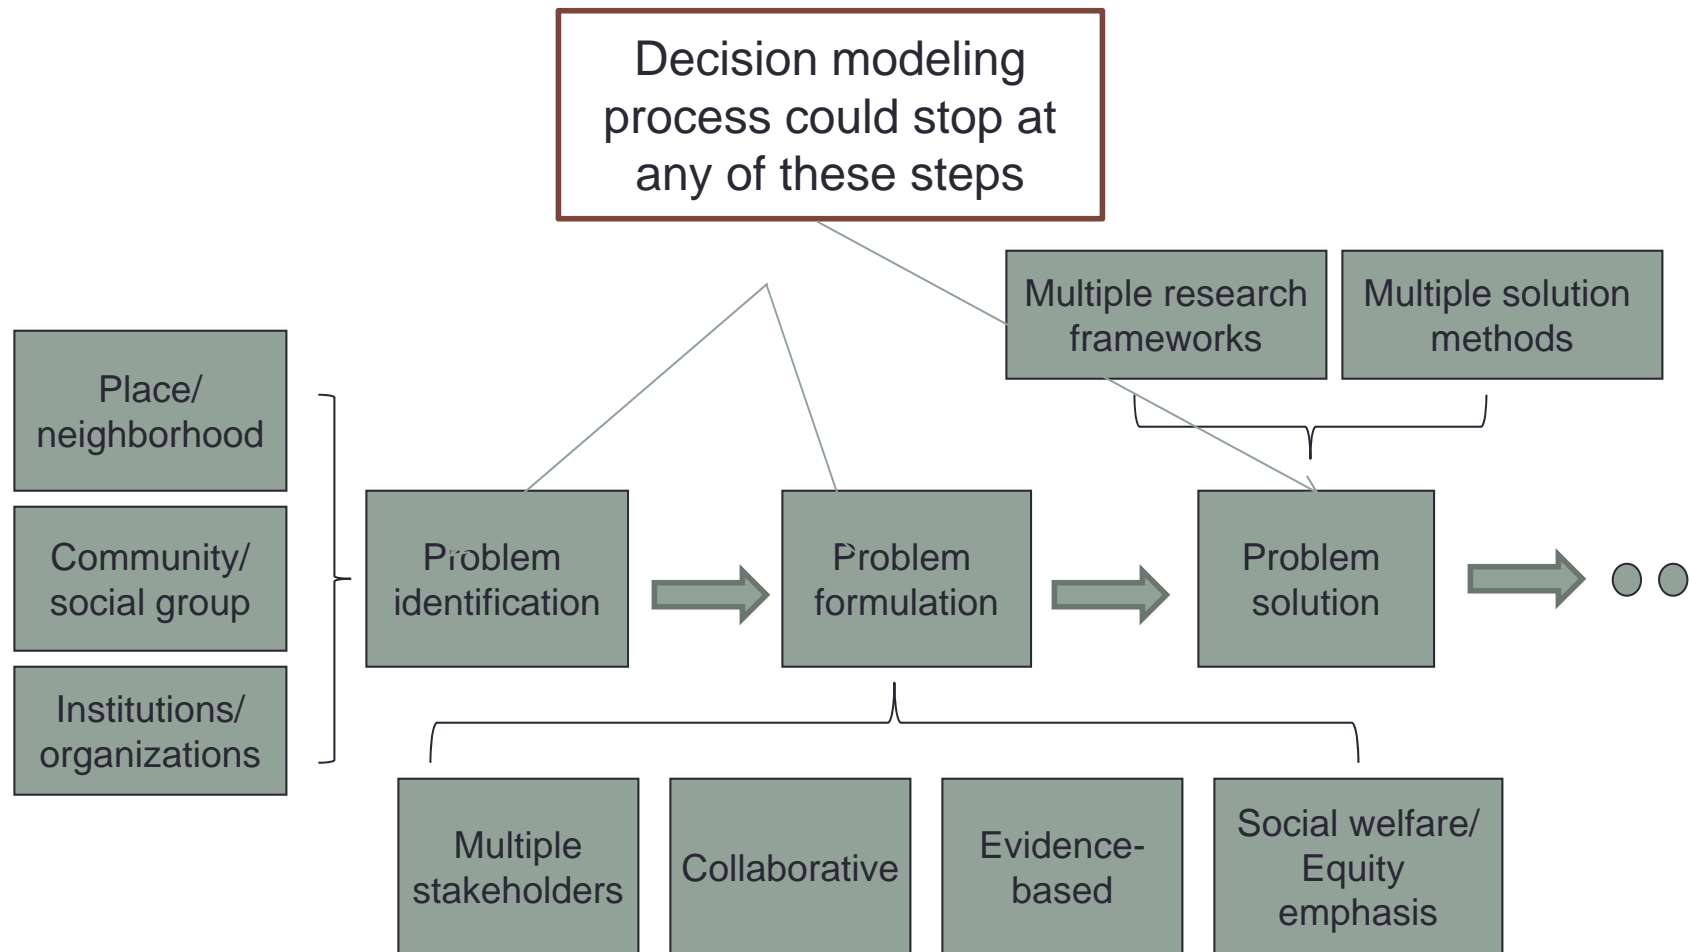 Decision modeling
process could stop at
any of these steps
Multiple research
frameworks
Multiple solution
methods
Place/
neighborhood
Community/
social group
Institutions/
organizations
Problem
identification
Problem
formulation
Problem
solution
Multiple
stakeholders
Collaborative
Evidence-
based
Social welfare/
Equity
emphasis